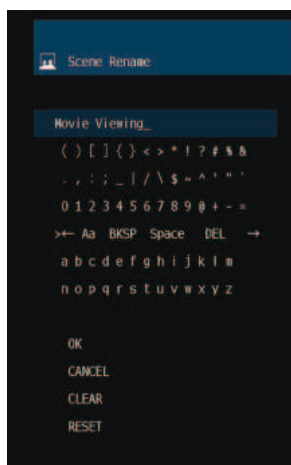 Scene Rename
Movie Viewing_
( ) [ ] { } < > * ! ? # % &
. , : ; _ | / \ $ ~ ^ ' " `
0 1 2 3 4 5 6 7 8 9 @ + - =
>← Aa BKSP Space DEL →
a b c d e f g h i j k l m
n o p q r s t u v w x y z
OK
CANCEL
CLEAR
RESET